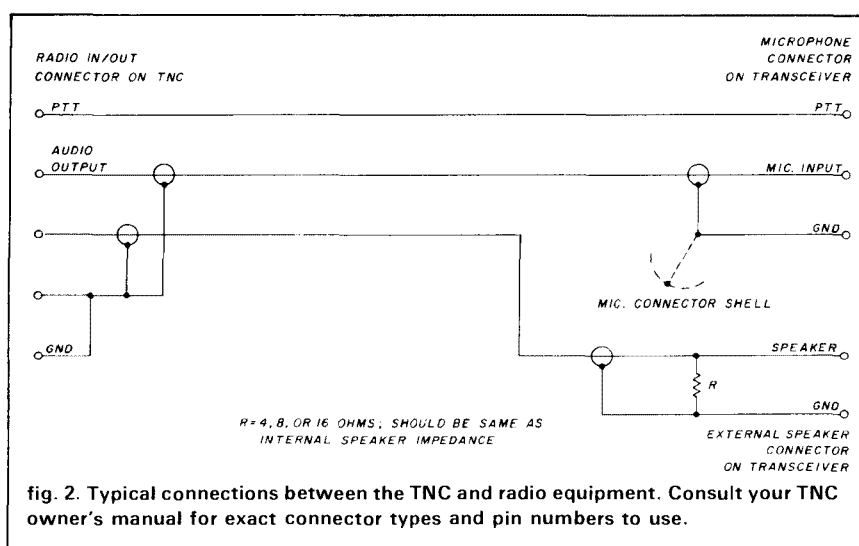 RADIO IN/OUT
CONNECTOR ON TNC
MICROPHONE
CONNECTOR
ON TRANSCEIVER
PTT
PTT
AUDIO
OUTPUT
MIC. INPUT
GND
MIC. CONNECTOR SHELL
GND
SPEAKER
R
GND
R=4, 8, OR 16 OHMS; SHOULD BE SAME AS
INTERNAL SPEAKER IMPEDANCE
EXTERNAL SPEAKER
CONNECTOR
ON TRANSCEIVER
fig. 2. Typical connections between the TNC and radio equipment. Consult your TNC
owner's manual for exact connector types and pin numbers to use.